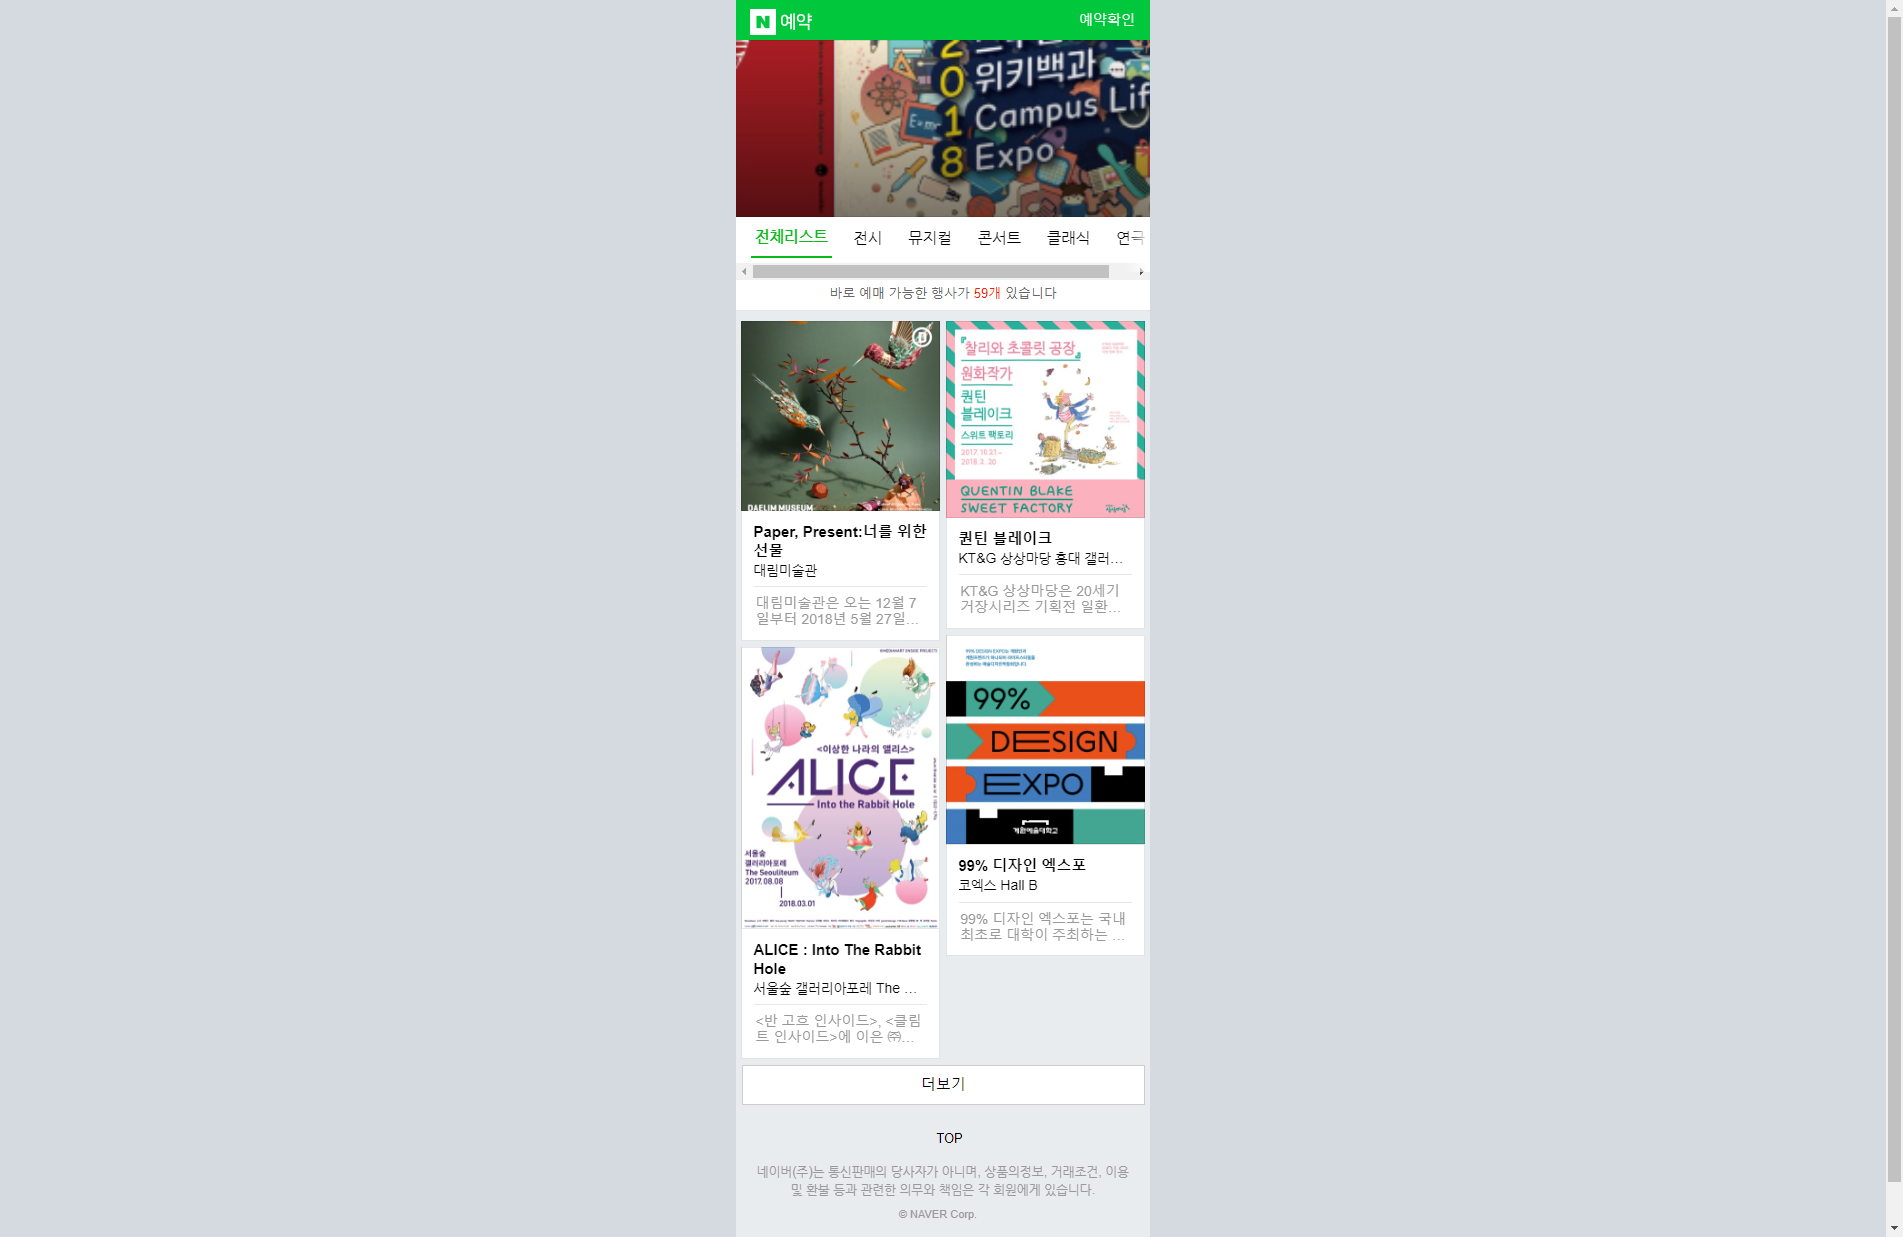 N 예약
예약확인
2018
위키백과
Campus Lif
Expo
E=mc
전체리스트 전시 뮤지컬 콘서트 클래식 연극
바로 예매 가능한 행사가 59개 있습니다
DAELIM MUSEUM
Paper, Present:너를 위한
선물
대림미술관
대림미술관은 오는 12월 7
일부터 2018년 5월 27일...
『찰리와 초콜릿 공장』
원화작가
퀀틴
블레이크
스위트 팩토리
2017. 10.21~
2018. 2. 20
QUENTIN BLAKE
SWEET FACTORY
퀀틴 블레이크
KT&G 상상마당 홍대 갤러...
KT&G 상상마당은 20세기
거장시리즈 기획전 일환...
<이상한 나라의 앨리스>
ALICE
Into the Rabbit Hole
서울숲
갤러리아포레
The Seouliteum
2017.08.08
2018.03.01
ALICE : Into The Rabbit
Hole
서울숲 갤러리아포레 The ...
<반 고흐 인사이드>, <클림
트 인사이드>에 이은 ㈜...
99%
DESIGN
EXPO
계원예술대학교
99% 디자인 엑스포
코엑스 Hall B
99% 디자인 엑스포는 국내
최초로 대학이 주최하는 ...
더보기
TOP
네이버(주)는 통신판매의 당사자가 아니며, 상품의정보, 거래조건, 이용
및 환불 등과 관련한 의무와 책임은 각 회원에게 있습니다.
© NAVER Corp.